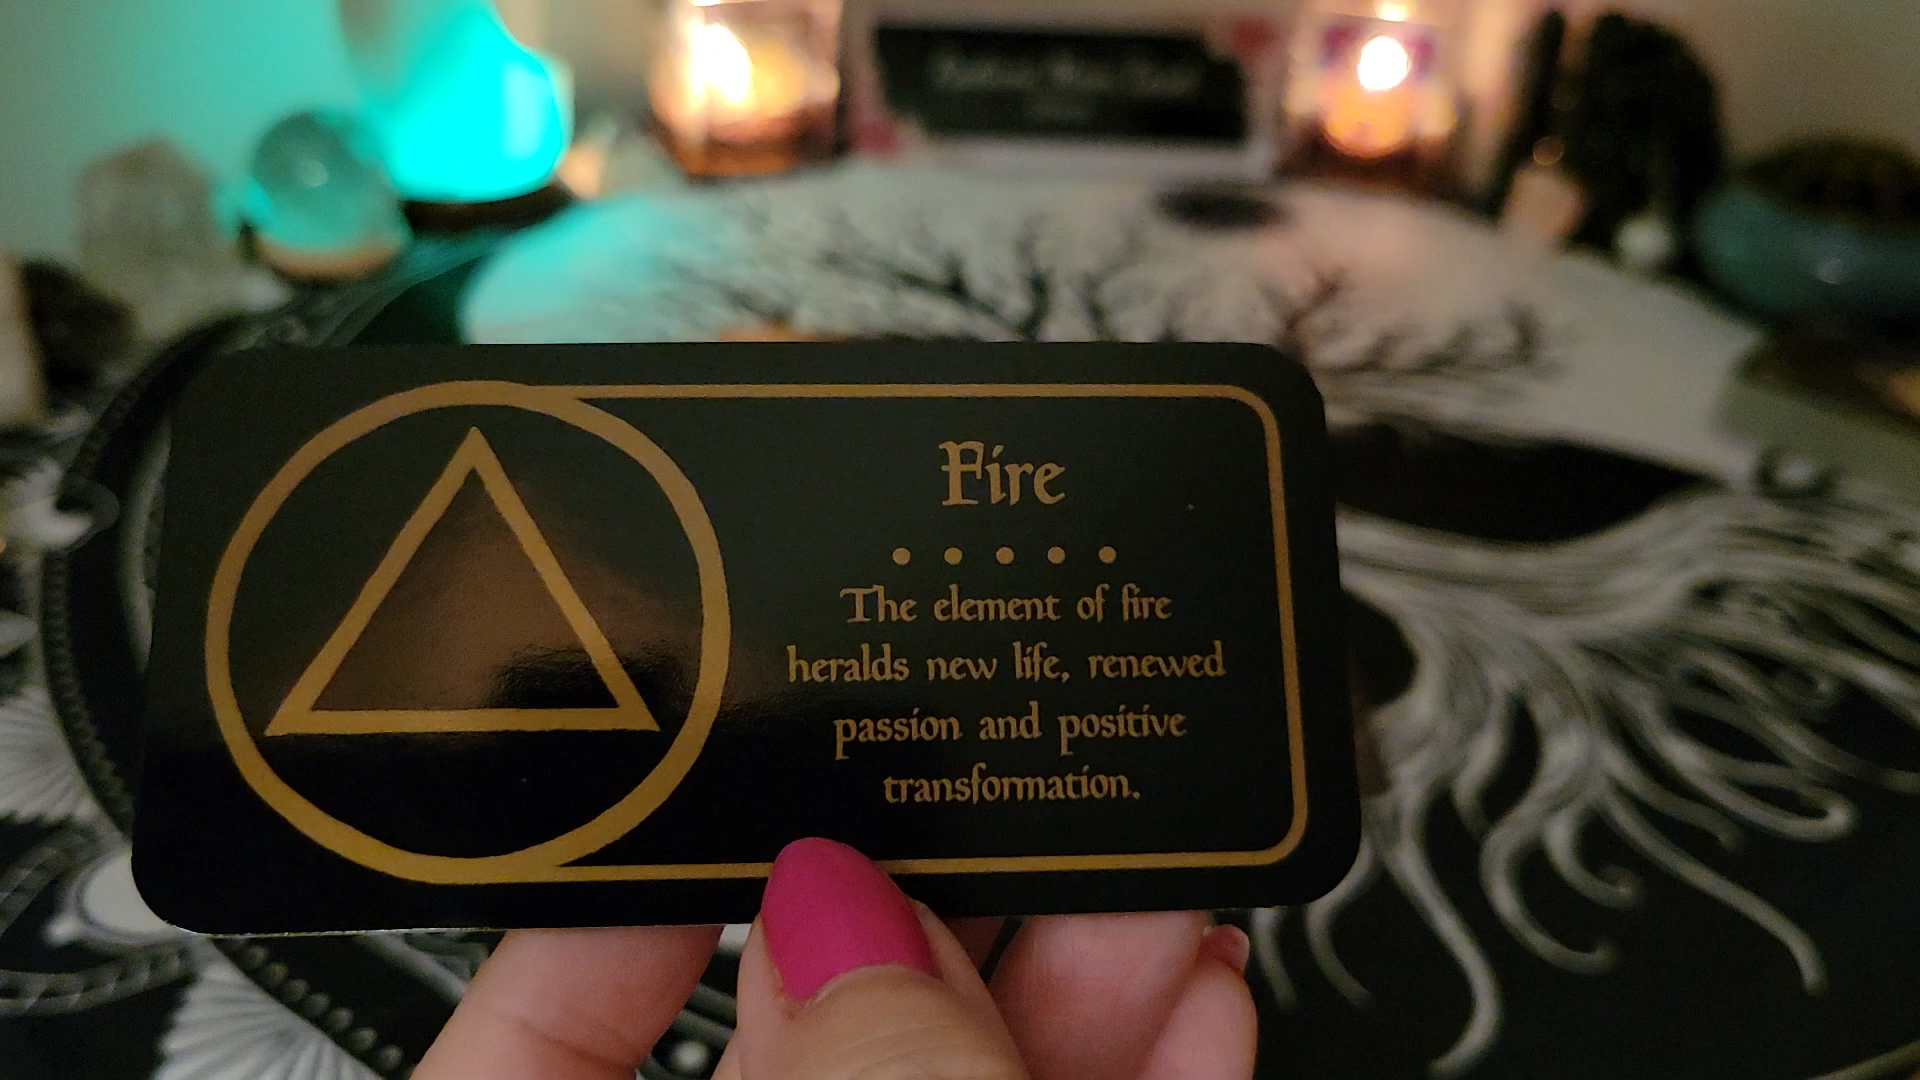 Fire
The element of fire
heralds new life, renewed
passion and positive
transformation.